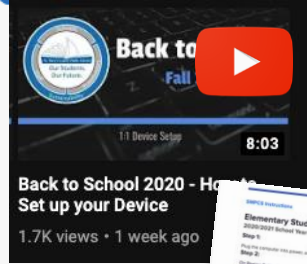 Our Students,
Our Future.
Back to
Fall
1:1 Device Setup
8:03
Back to School 2020 - How to
Set up your Device
1.7K views • 1 week ago
Instructions
Elementary Stud
2020/2021 School Year
Step 1:
Step 2: